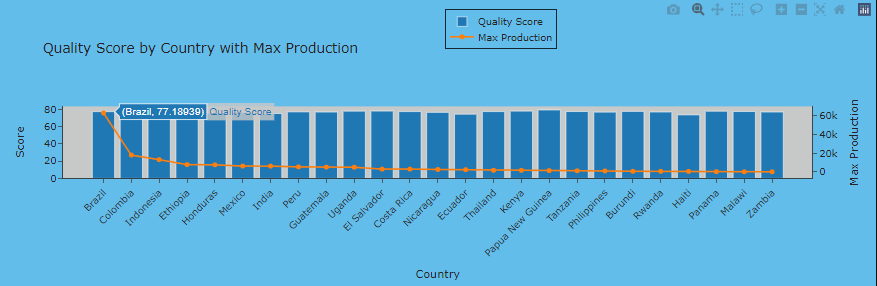 Quality Score
Max Production
Quality Score by Country with Max Production
(Brazil, 77.18939) Quality Score
80
60
40
20
0
Score
60k
40k
20k
0
Max Production
Brazil
Colombia
Indonesia
Ethiopia
Honduras
Mexico
India
Peru
Guatemala
Uganda
El Salvador
Costa Rica
Nicaragua
Ecuador
Thailand
Kenya
Papua New Guinea
Tanzania
Philippines
Burundi
Rwanda
Haiti
Panama
Malawi
Zambia
Country